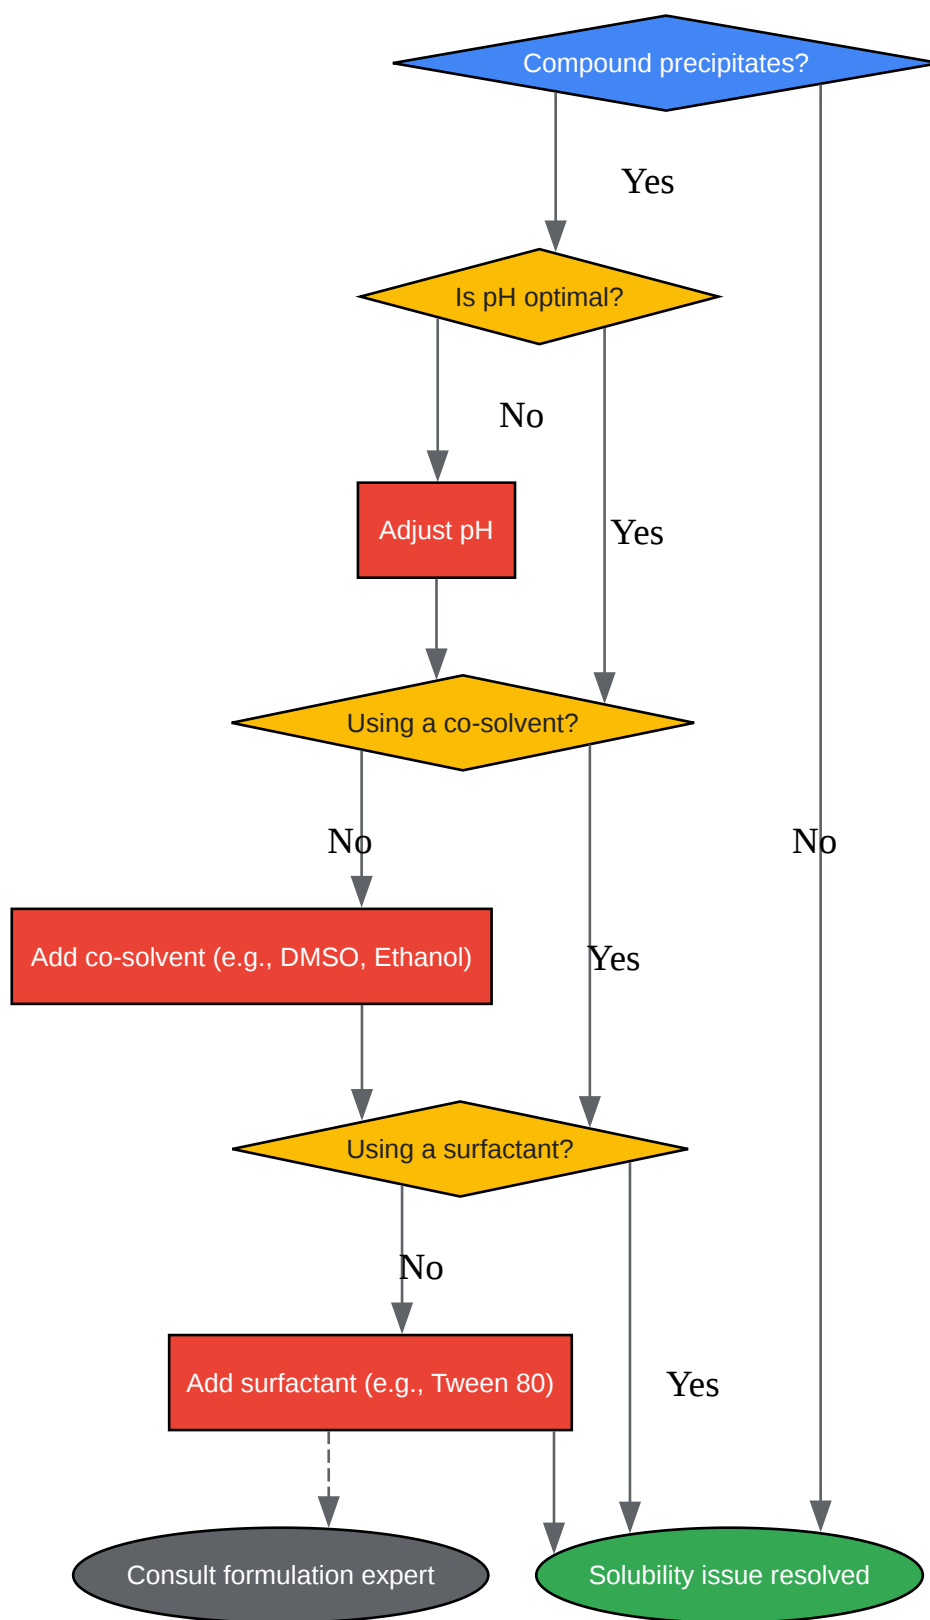 Compound precipitates?
Yes
Is pH optimal?
No
Adjust pH
Yes
Using a co-solvent?
No
No
Add co-solvent (e.g., DMSO, Ethanol)
Yes
Using a surfactant?
No
Add surfactant (e.g., Tween 80)
Yes
Consult formulation expert
Solubility issue resolved